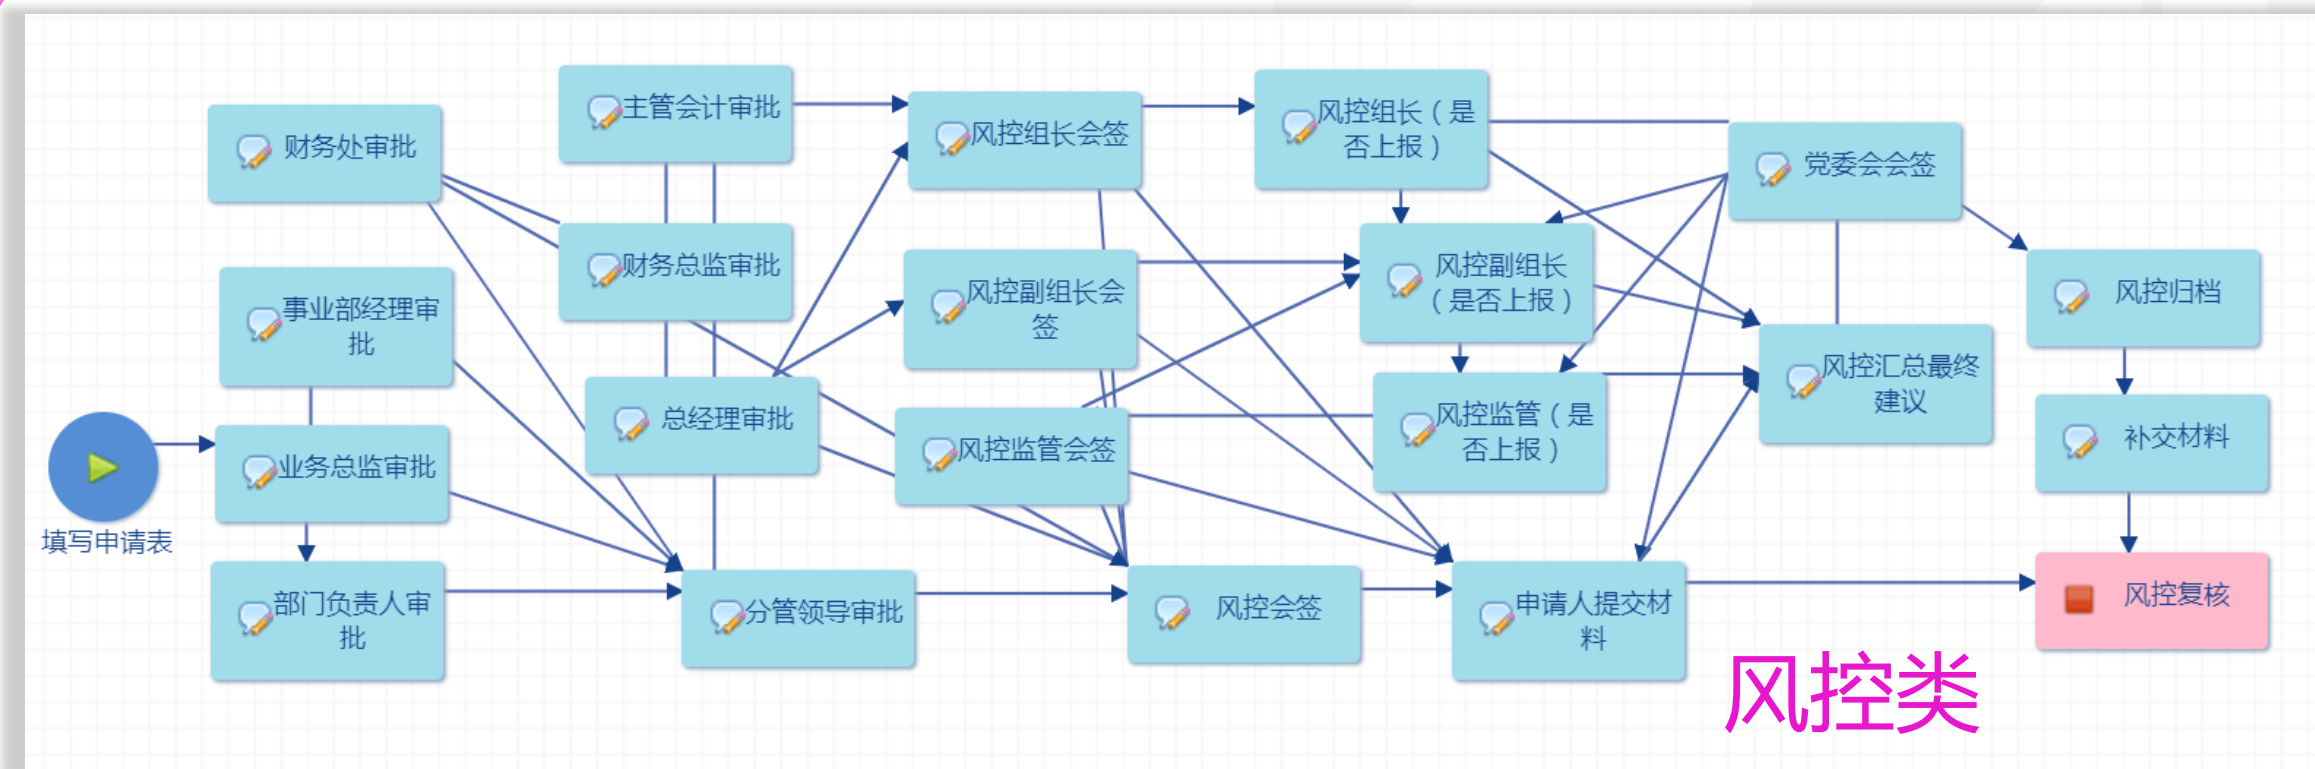 财务处审批
主管会计审批
风控组长会签
风控组长（是
否上报）
党委会会签
财务总监审批
事业部经理审
批
风控副组长会
签
风控副组长
（是否上报）
风控归档
总经理审批
风控监管会签
风控监管（是
否上报）
风控汇总最终
建议
补交材料
业务总监审批
填写申请表
部门负责人审
批
分管领导审批
风控会签
申请人提交材
料
风控复核
风控类